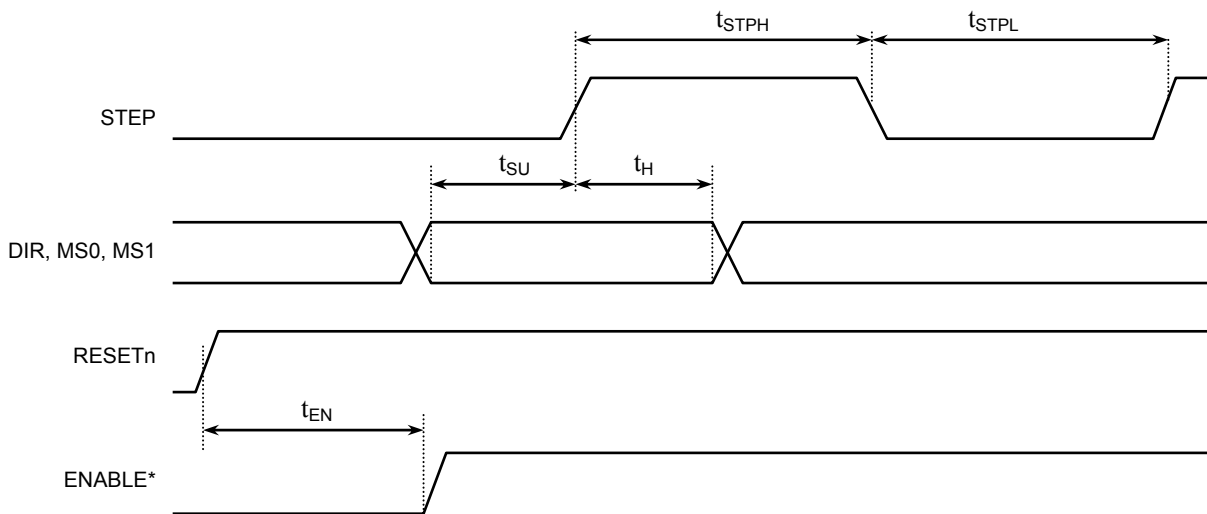 tSTPH
tSTPL
STEP
tSU
tH
DIR, MS0, MS1
RESETn
tEN
ENABLE*